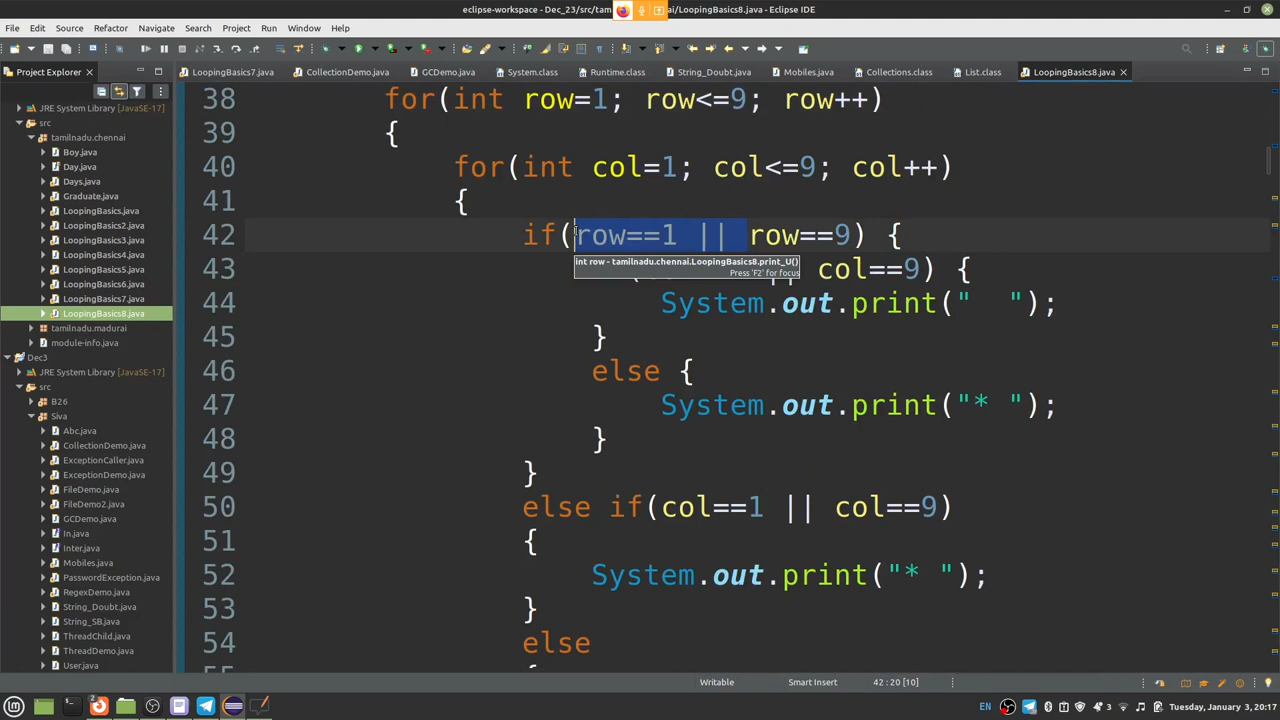 eclipse-workspace - Dec_23/src/tam ai/LoopingBasics8.java - Eclipse IDE
File Edit Source Refactor Navigate Search Project Run Window Help
Project Explorer
LoopingBasics7.java CollectionDemo.java GCDemo.java System.class Runtime.class String_Doubt.java Mobiles.java Collections.class List.class LoopingBasics8.java
JRE System Library [JavaSE-17]
src
tamilnadu.chennai
Boy.java
Day.java
Days.java
Graduate.java
LoopingBasics.java
LoopingBasics2.java
LoopingBasics3.java
LoopingBasics4.java
LoopingBasics5.java
LoopingBasics6.java
LoopingBasics7.java
LoopingBasics8.java
tamilnadu.madurai
module-info.java
Dec3
JRE System Library [JavaSE-17]
src
B26
Siva
Abc.java
CollectionDemo.java
ExceptionCaller.java
ExceptionDemo.java
FileDemo.java
FileDemo2.java
GCDemo.java
In.java
Inter.java
Mobiles.java
PasswordException.java
RegexDemo.java
String_Doubt.java
String_SB.java
ThreadChild.java
ThreadDemo.java
User.java
38 for(int row=1; row<=9; row++)
39 {
40 for(int col=1; col<=9; col++)
41 {
42 if(row==1 || row==9) {
int row - tamilnadu.chennai.LoopingBasics8.print_U()
Press 'F2' for focus
43 col==9) {
44 System.out.print("  ");
45 }
46 else {
47 System.out.print("* ");
48 }
49 }
50 else if(col==1 || col==9)
51 {
52 System.out.print("* ");
53 }
54 else
Writable Smart Insert 42 : 20 [10]
2 EN 3 Tuesday, January 3, 20:17